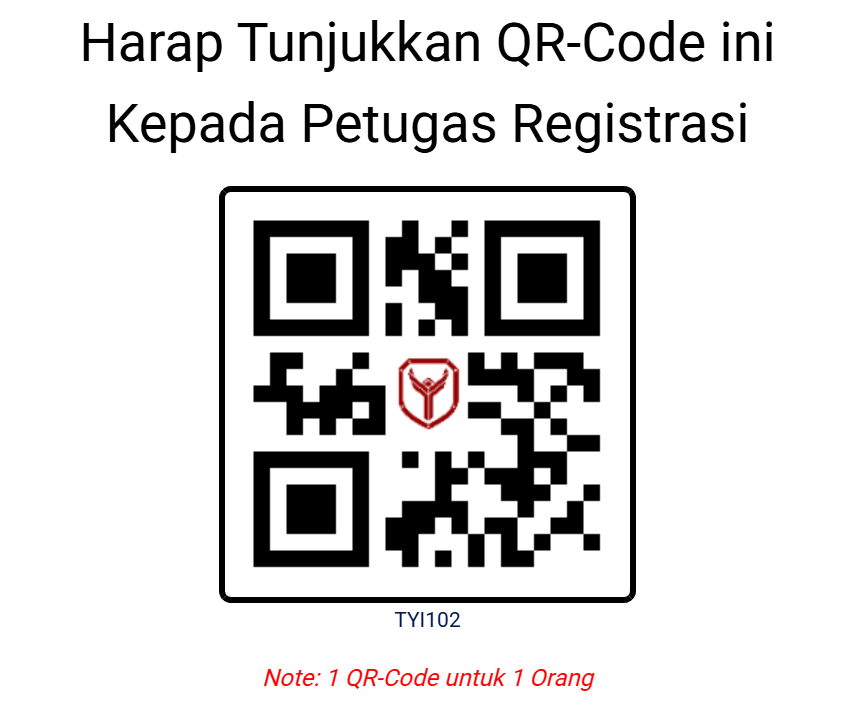 Harap Tunjukkan QR-Code ini
Kepada Petugas Registrasi
TYI102
Note: 1 QR-Code untuk 1 Orang